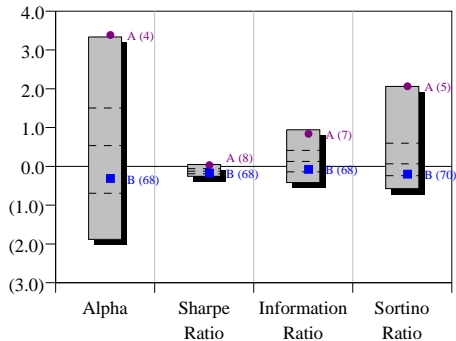 4.0
3.0
2.0
1.0
0.0
(1.0)
(2.0)
(3.0)
A (4)
B (68)
A (8)
B (68)
A (7)
B (68)
A (5)
B (70)
Alpha
Sharpe
Ratio
Information
Ratio
Sortino
Ratio